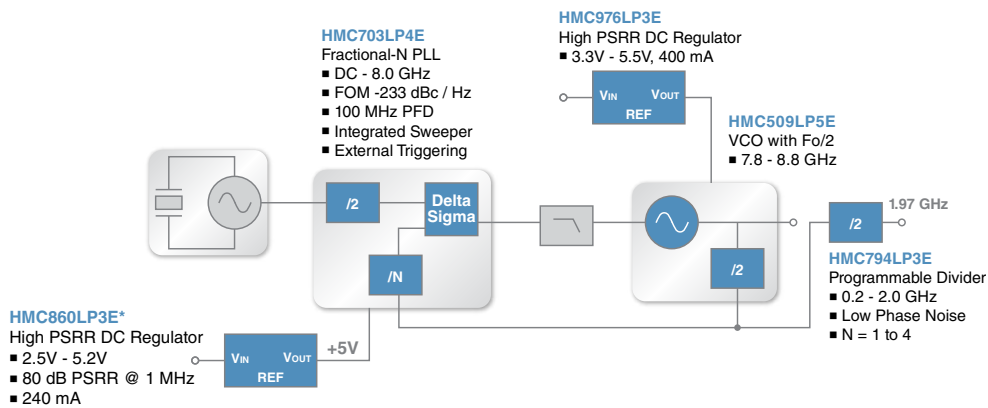 HMC703LP4E
Fractional-N PLL
■ DC - 8.0 GHz
■ FOM -233 dBc / Hz
■ 100 MHz PFD
■ Integrated Sweeper
■ External Triggering
HMC976LP3E
High PSRR DC Regulator
■ 3.3V - 5.5V, 400 mA
VIN VOUT
REF
HMC509LP5E
VCO with Fo/2
■ 7.8 - 8.8 GHz
/2
Delta
Sigma
/N
/2
/2
1.97 GHz
HMC794LP3E
Programmable Divider
■ 0.2 - 2.0 GHz
■ Low Phase Noise
■ N = 1 to 4
HMC860LP3E*
High PSRR DC Regulator
■ 2.5V - 5.2V
■ 80 dB PSRR @ 1 MHz
■ 240 mA
VIN VOUT
REF
+5V